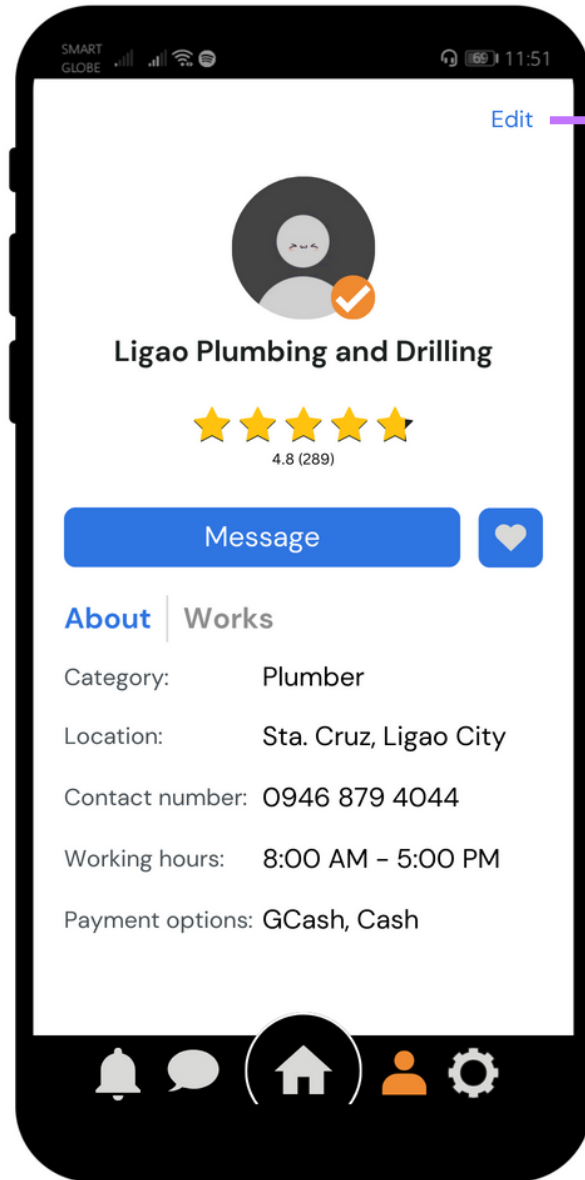 SMART
GLOBE
69 11:51
Edit
Ligao Plumbing and Drilling
4.8 (289)
Message
About Works
Category: Plumber
Location: Sta. Cruz, Ligao City
Contact number: 0946 879 4044
Working hours: 8:00 AM – 5:00 PM
Payment options: GCash, Cash